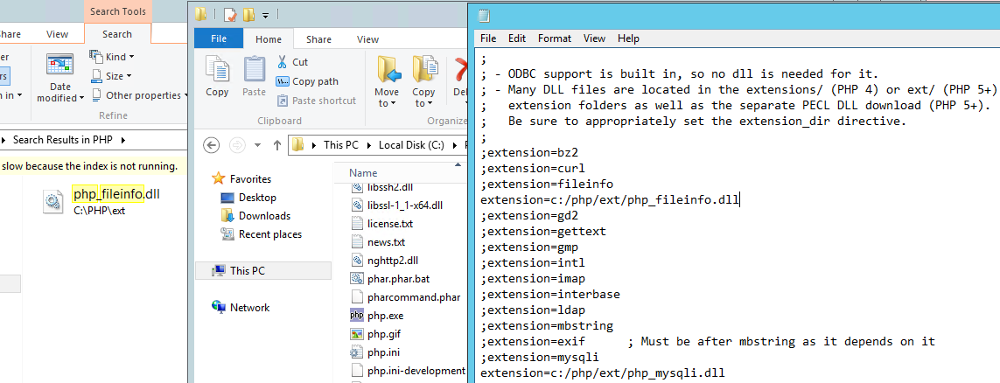 Search Tools
hare
View
Search
Kind
Size
Date
modified
Other properties
Refine
Search Results in PHP
slow because the index is not running.
php_fileinfo.dll
C:\PHP\ext
File
Home
Share
View
Copy
Paste
Cut
Copy path
Paste shortcut
Clipboard
Move
to
Copy
to
Organize
This PC
Local Disk (C:)
Favorites
Desktop
Downloads
Recent places
This PC
Network
Name
libssh2.dll
libssl-1_1-x64.dll
license.txt
news.txt
nghttp2.dll
phar.phar.bat
pharcommand.phar
php.exe
php.gif
php.ini
php.ini-development
File Edit Format View Help
;
; - ODBC support is built in, so no dll is needed for it.
; - Many DLL files are located in the extensions/ (PHP 4) or ext/ (PHP 5+)
;   extension folders as well as the separate PECL DLL download (PHP 5+).
;   Be sure to appropriately set the extension_dir directive.
;
;extension=bz2
;extension=curl
;extension=fileinfo
extension=c:/php/ext/php_fileinfo.dll
;extension=gd2
;extension=gettext
;extension=gmp
;extension=intl
;extension=imap
;extension=interbase
;extension=ldap
;extension=mbstring
;extension=exif      ; Must be after mbstring as it depends on it
;extension=mysqli
extension=c:/php/ext/php_mysqli.dll